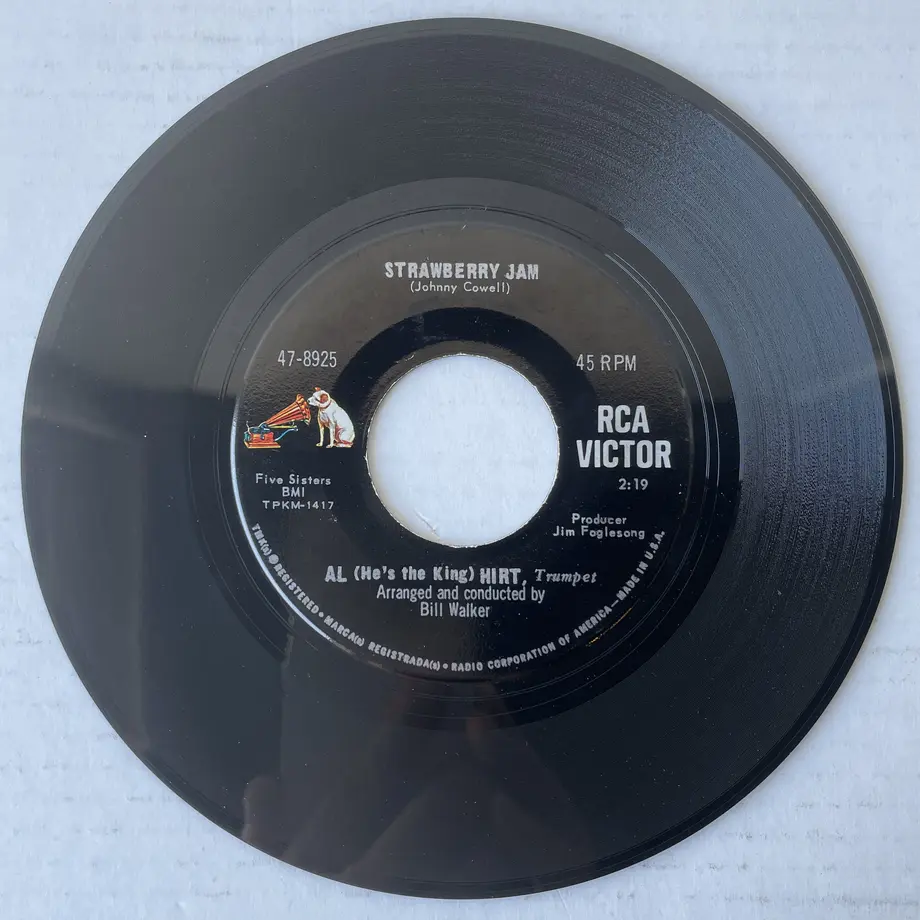 STRAWBERRY JAM
(Johnny Cowell)
47-8925
45 RPM
RCA
VICTOR
2:19
Five Sisters
BMI
TPKM-1417
Producer
Jim Foglesong
AL (He's the King) HIRT, Trumpet
Arranged and conducted by
Bill Walker
TMK(s) ® REGISTERED • MARCA(s) REGISTRADA(s) • RADIO CORPORATION OF AMERICA—MADE IN U.S.A.